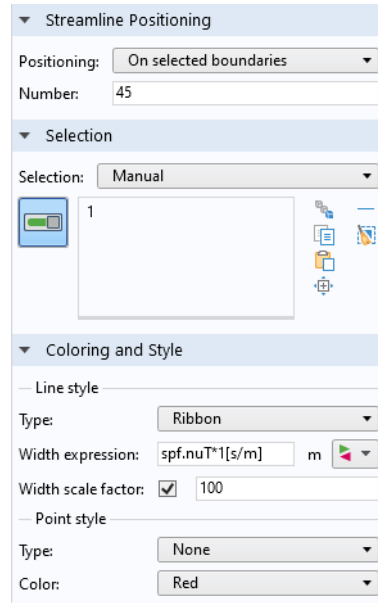 Streamline Positioning
Positioning: On selected boundaries
Number: 45
Selection
Selection: Manual
1
Coloring and Style
Line style
Type: Ribbon
Width expression: spf.nuT*1[s/m] m
Width scale factor: 100
Point style
Type: None
Color: Red